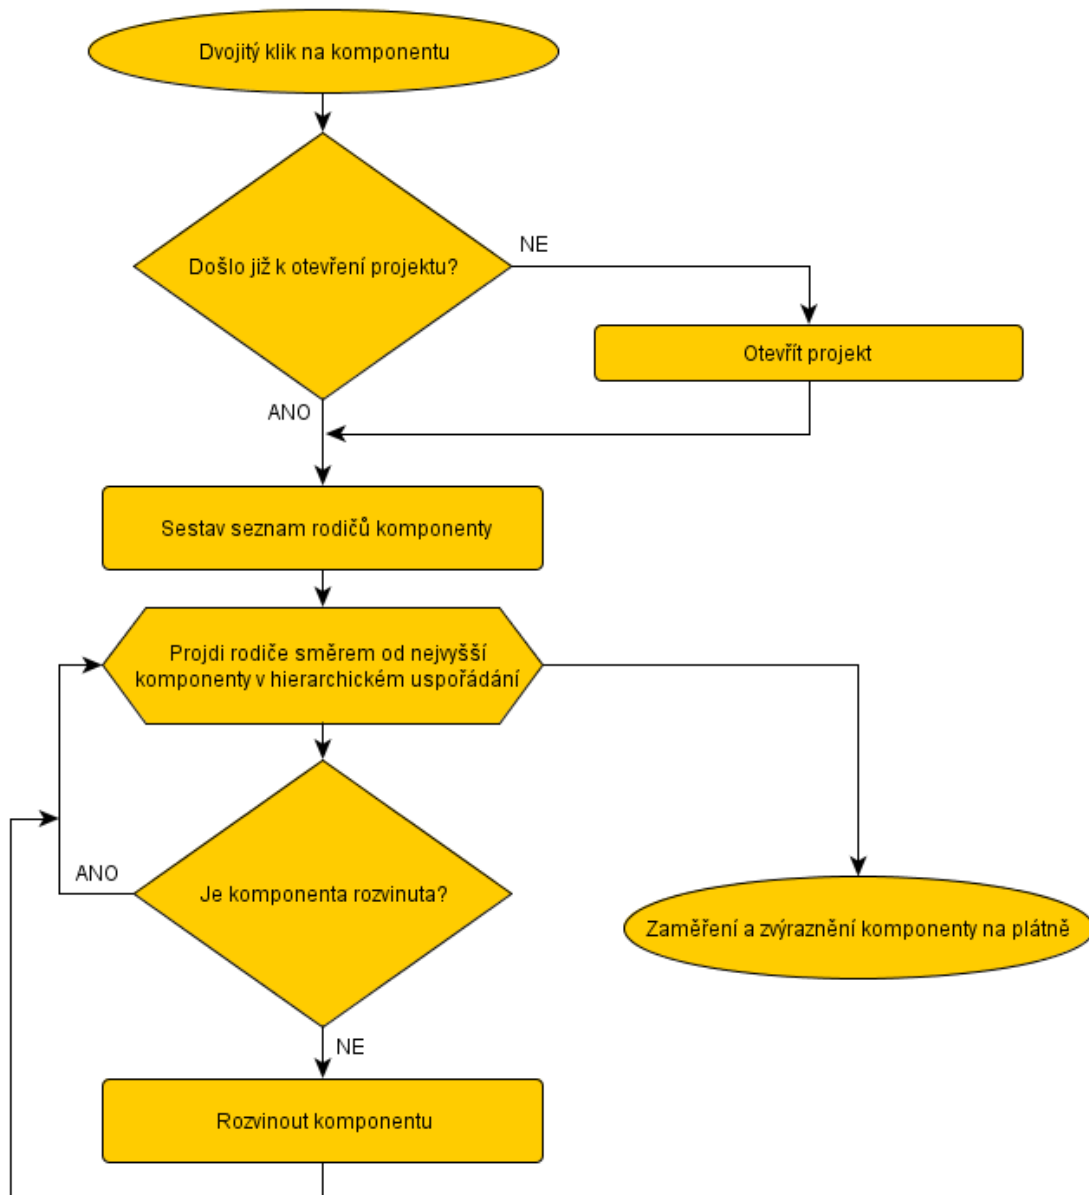 Dvojitý klik na komponentu
NE
Došlo již k otevření projektu?
Otevřít projekt
ANO
Sestav seznam rodičů komponenty
Projdi rodiče směrem od nejvyšší
komponenty v hierarchickém uspořádání
ANO
Je komponenta rozvinuta?
Zaměření a zvýraznění komponenty na plátně
NE
Rozvinout komponentu